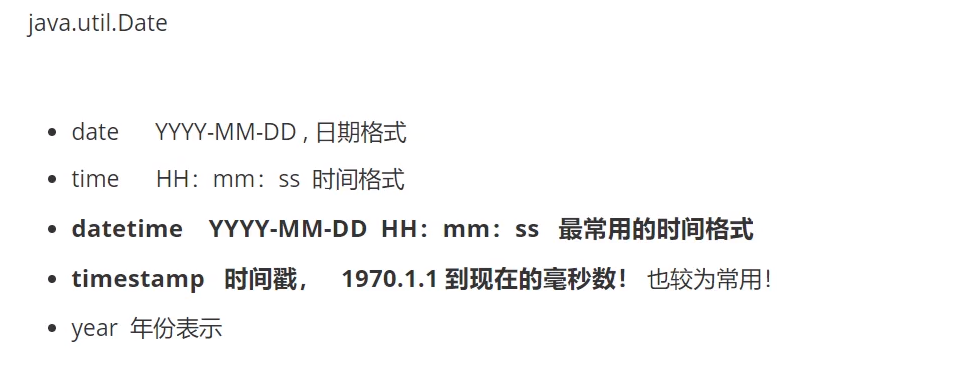 java.util.Date
date YYYY-MM-DD , 日期格式
time HH：mm：ss 时间格式
datetime YYYY-MM-DD HH：mm：ss 最常用的时间格式
timestamp 时间戳， 1970.1.1 到现在的毫秒数！ 也较为常用！
year 年份表示